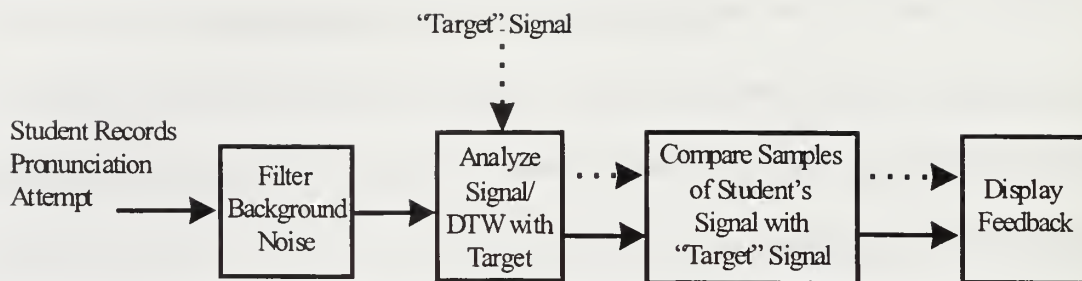 “Target” Signal
Student Records
Pronunciation
Attempt
Filter
Background
Noise
Analyze
Signal/
DTW with
Target
Compare Samples
of Student's
Signal with
“Target” Signal
Display
Feedback